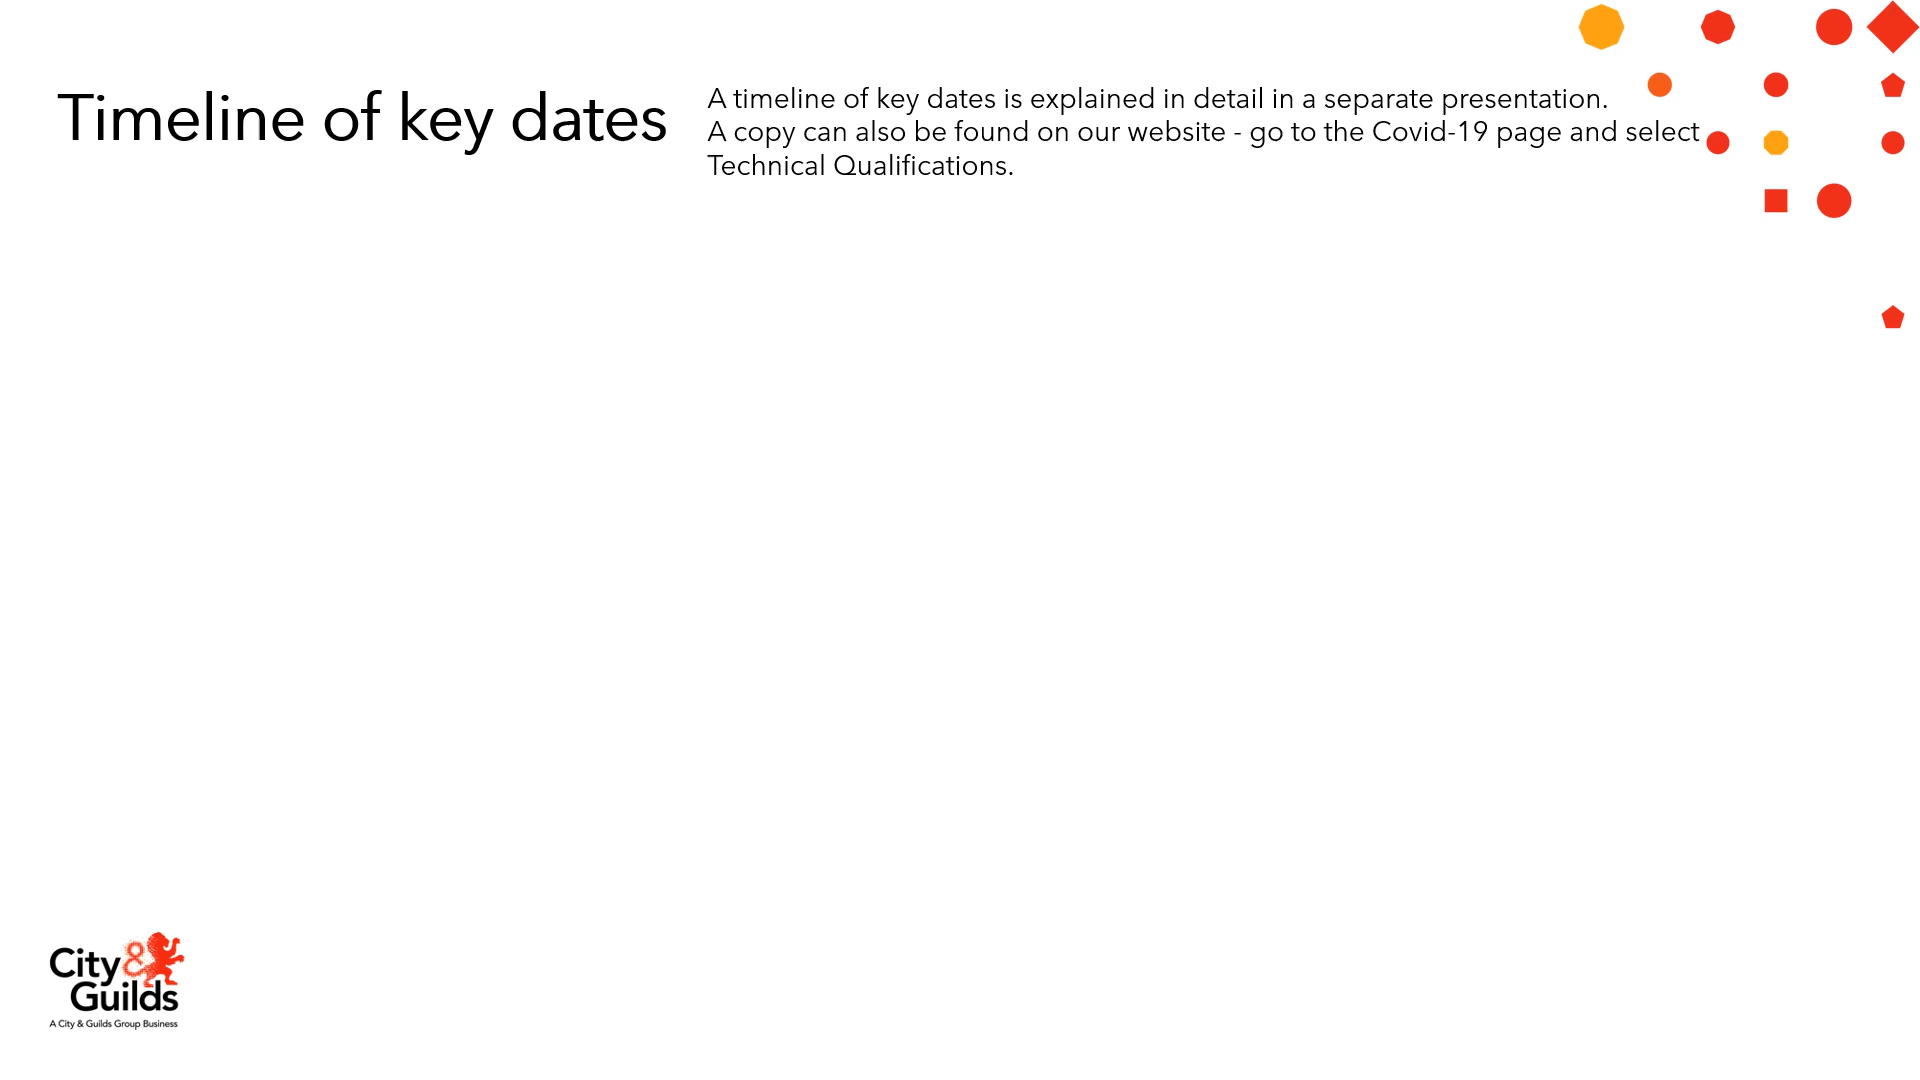 Timeline of key dates
A timeline of key dates is explained in detail in a separate presentation.
A copy can also be found on our website - go to the Covid-19 page and select
Technical Qualifications.
City &
Guilds
A City & Guilds Group Business